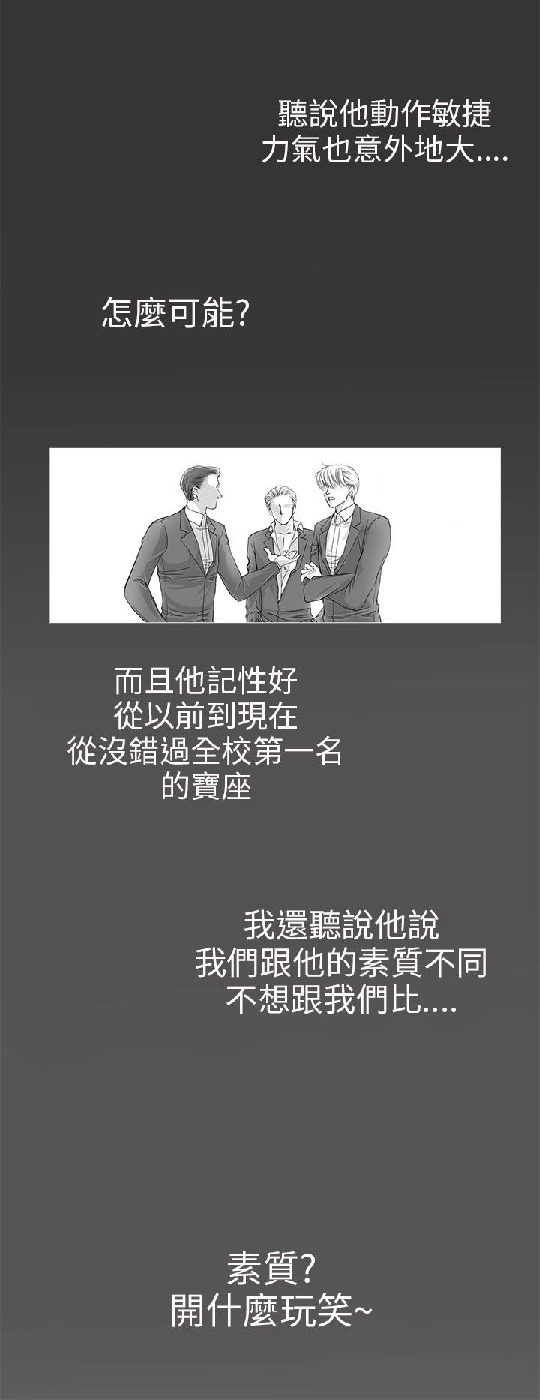 聽說他動作敏捷
力氣也意外地大....
怎麼可能?
而且他記性好
從以前到現在
從沒錯過全校第一名
的寶座
我還聽說他說
我們跟他的素質不同
不想跟我們比....
素質?
開什麼玩笑~